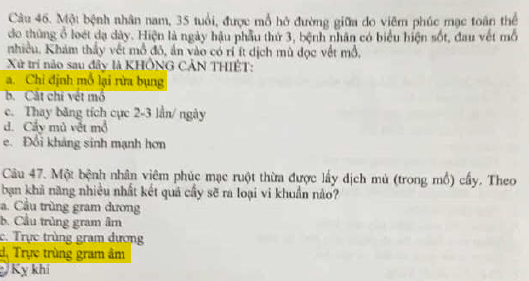 Câu 46. Một bệnh nhân nam, 35 tuổi, được mổ hở đường giữa do viêm phúc mạc toàn thể
do thủng ổ loét dạ dày. Hiện là ngày hậu phẫu thứ 3, bệnh nhân có biểu hiện sốt, đau vết mổ
nhiều. Khám thấy vết mổ đỏ, ấn vào có rỉ ít dịch mủ dọc vết mổ.
Xử trí nào sau đây là KHÔNG CẦN THIẾT:
a. Chỉ định mổ lại rửa bụng
b. Cắt chỉ vết mổ
c. Thay băng tích cực 2-3 lần/ ngày
d. Cấy mủ vết mổ
e. Đổi kháng sinh mạnh hơn
Câu 47. Một bệnh nhân viêm phúc mạc ruột thừa được lấy dịch mủ (trong mổ) cấy. Theo
bạn khả năng nhiều nhất kết quả cấy sẽ ra loại vi khuẩn nào?
a. Cầu trùng gram dương
b. Cầu trùng gram âm
c. Trực trùng gram dương
d. Trực trùng gram âm
e. Kỵ khí